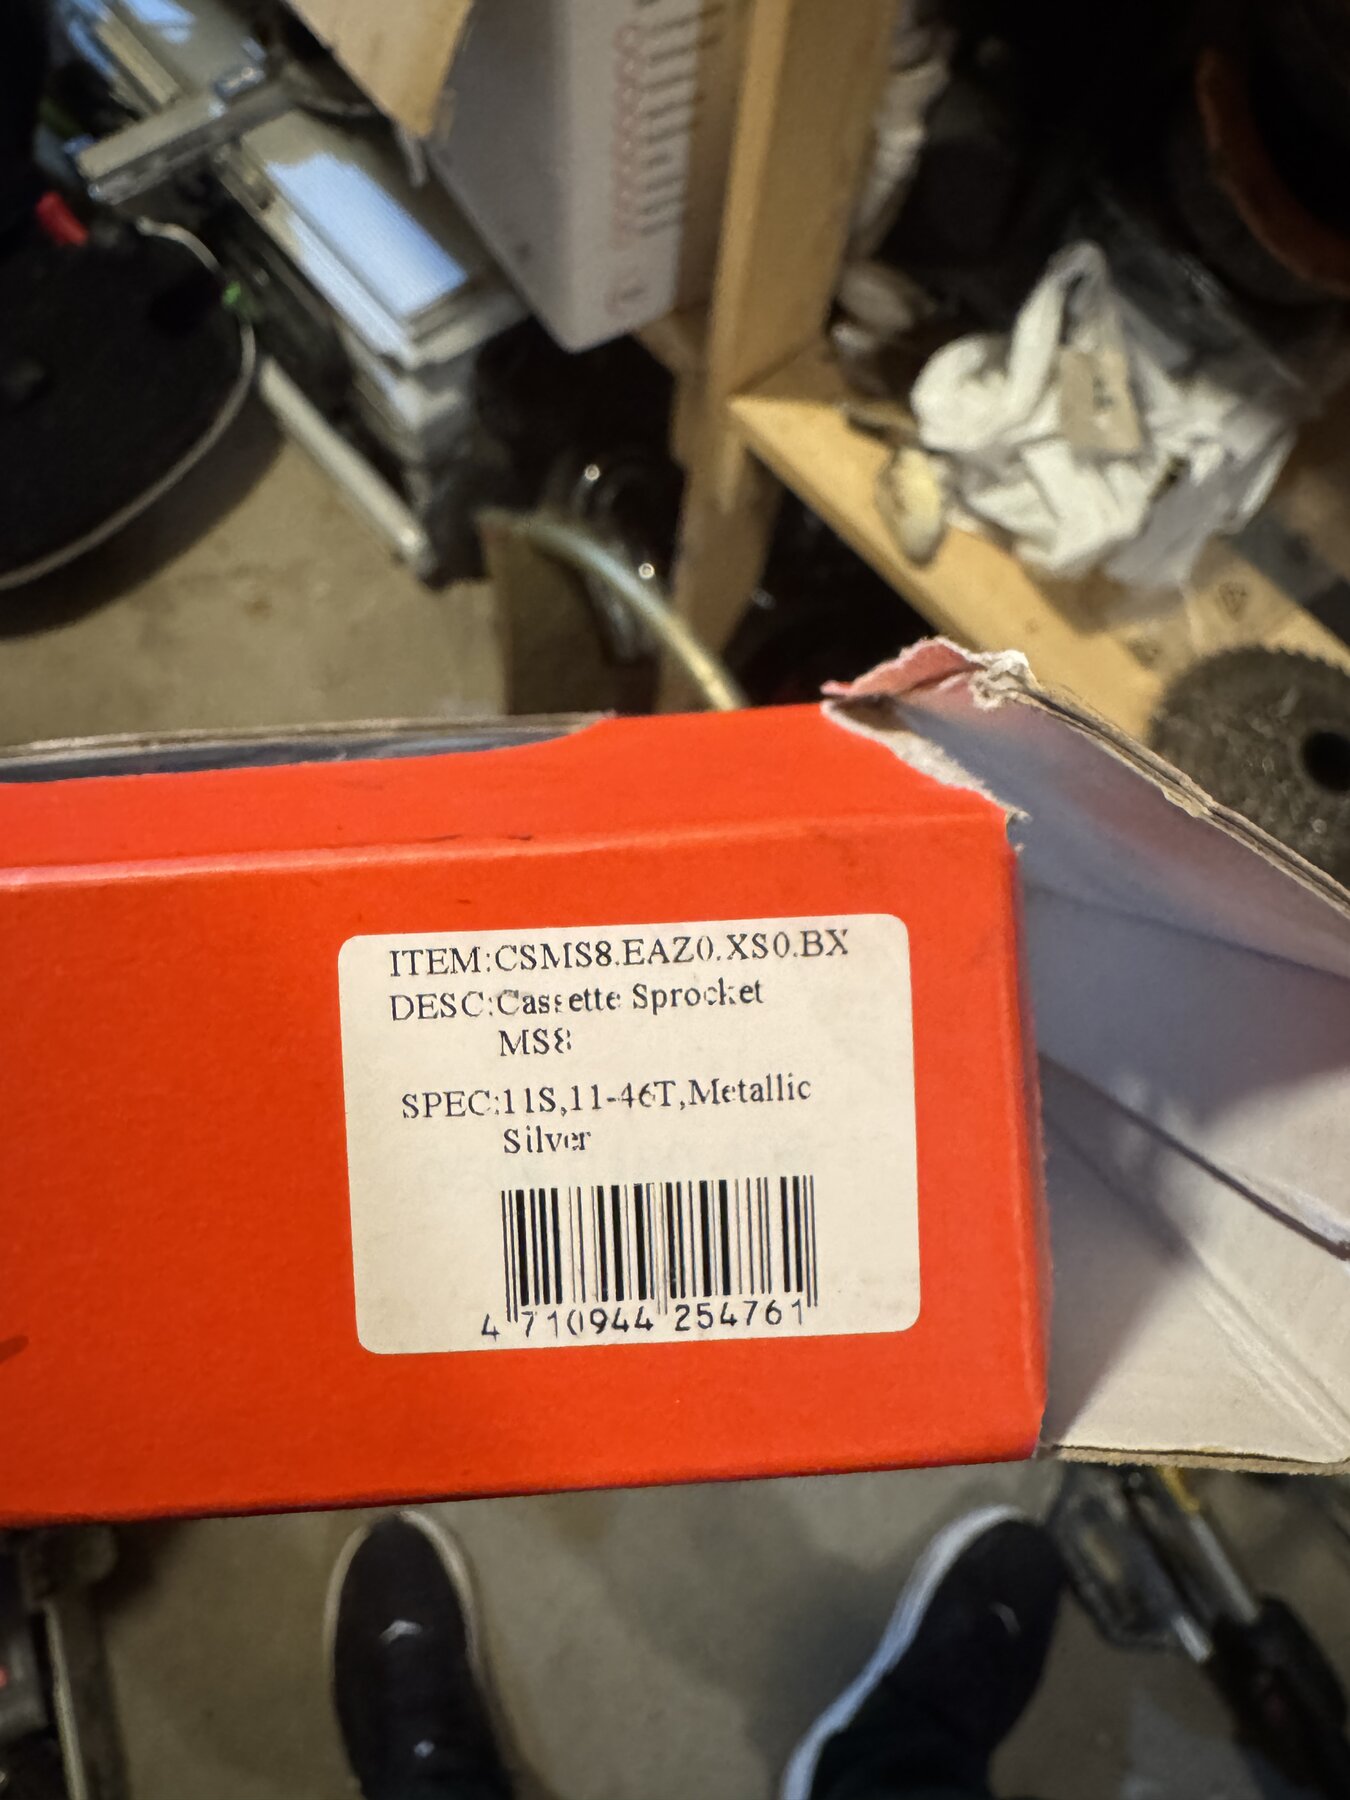 ITEM:CSMS8.EAZ0.XS0.BX
DESC:Cassette Sprocket
MS8
SPEC:11S,11-46T,Metallic
Silver
4 710944 254761